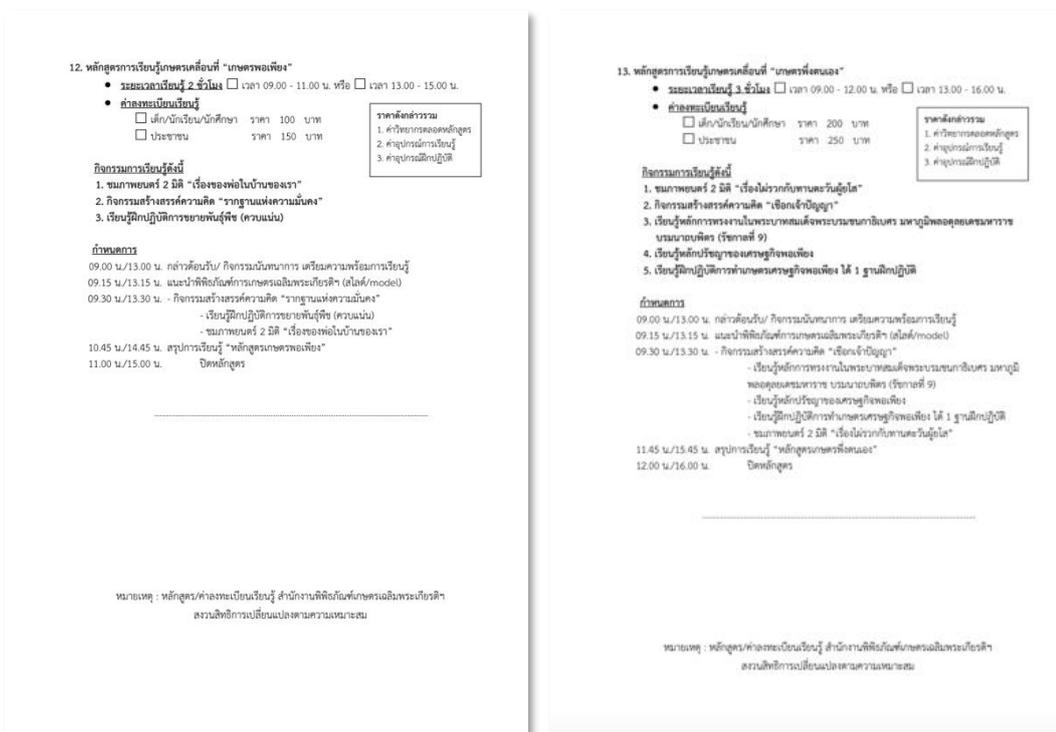 12. หลักสูตรการเรียนรู้เกษตรเคลื่อนที่ “เกษตรพอเพียง”
• ระยะเวลาเรียนรู้ 2 ชั่วโมง ☐ เวลา 09.00 - 11.00 น. หรือ ☐ เวลา 13.00 - 15.00 น.
• ค่าลงทะเบียนเรียนรู้
☐ เด็ก/นักเรียน/นักศึกษา ราคา 100 บาท
☐ ประชาชน ราคา 150 บาท
ราคาดังกล่าวรวม
1. ค่าวิทยากรตลอดหลักสูตร
2. ค่าอุปกรณ์การเรียนรู้
3. ค่าอุปกรณ์ฝึกปฏิบัติ
กิจกรรมการเรียนรู้ดังนี้
1. ชมภาพยนตร์ 2 มิติ “เรื่องของพ่อในบ้านของเรา”
2. กิจกรรมสร้างสรรค์ความคิด “รากฐานแห่งความมั่นคง”
3. เรียนรู้ฝึกปฏิบัติการขยายพันธุ์พืช (ควบแน่น)
กำหนดการ
09.00 น./13.00 น. กล่าวต้อนรับ/ กิจกรรมนันทนาการ เตรียมความพร้อมการเรียนรู้
09.15 น./13.15 น. แนะนำพิพิธภัณฑ์การเกษตรเฉลิมพระเกียรติฯ (สไลด์/model)
09.30 น./13.30 น. - กิจกรรมสร้างสรรค์ความคิด “รากฐานแห่งความมั่นคง”
- เรียนรู้ฝึกปฏิบัติการขยายพันธุ์พืช (ควบแน่น)
- ชมภาพยนตร์ 2 มิติ “เรื่องของพ่อในบ้านของเรา”
10.45 น./14.45 น. สรุปการเรียนรู้ “หลักสูตรเกษตรพอเพียง”
11.00 น./15.00 น. ปิดหลักสูตร
หมายเหตุ : หลักสูตร/ค่าลงทะเบียนเรียนรู้ สำนักงานพิพิธภัณฑ์เกษตรเฉลิมพระเกียรติฯ
สงวนสิทธิการเปลี่ยนแปลงตามความเหมาะสม
13. หลักสูตรการเรียนรู้เกษตรเคลื่อนที่ “เกษตรพึ่งตนเอง”
• ระยะเวลาเรียนรู้ 3 ชั่วโมง ☐ เวลา 09.00 - 12.00 น. หรือ ☐ เวลา 13.00 - 16.00 น.
• ค่าลงทะเบียนเรียนรู้
☐ เด็ก/นักเรียน/นักศึกษา ราคา 200 บาท
☐ ประชาชน ราคา 250 บาท
ราคาดังกล่าวรวม
1. ค่าวิทยากรตลอดหลักสูตร
2. ค่าอุปกรณ์การเรียนรู้
3. ค่าอุปกรณ์ฝึกปฏิบัติ
กิจกรรมการเรียนรู้ดังนี้
1. ชมภาพยนตร์ 2 มิติ “เรื่องไผ่รวกกับทานตะวันผู้ยโส”
2. กิจกรรมสร้างสรรค์ความคิด “เชือกเจ้าปัญญา”
3. เรียนรู้หลักการทรงงานในพระบาทสมเด็จพระบรมชนกาธิเบศร มหาภูมิพลอดุลยเดชมหาราช
บรมนาถบพิตร (รัชกาลที่ 9)
4. เรียนรู้หลักปรัชญาของเศรษฐกิจพอเพียง
5. เรียนรู้ฝึกปฏิบัติการทำเกษตรเศรษฐกิจพอเพียง ได้ 1 ฐานฝึกปฏิบัติ
กำหนดการ
09.00 น./13.00 น. กล่าวต้อนรับ/ กิจกรรมนันทนาการ เตรียมความพร้อมการเรียนรู้
09.15 น./13.15 น. แนะนำพิพิธภัณฑ์การเกษตรเฉลิมพระเกียรติฯ (สไลด์/model)
09.30 น./13.30 น. - กิจกรรมสร้างสรรค์ความคิด “เชือกเจ้าปัญญา”
- เรียนรู้หลักการทรงงานในพระบาทสมเด็จพระบรมชนกาธิเบศร มหาภูมิ
พลอดุลยเดชมหาราช บรมนาถบพิตร (รัชกาลที่ 9)
- เรียนรู้หลักปรัชญาของเศรษฐกิจพอเพียง
- เรียนรู้ฝึกปฏิบัติการทำเกษตรเศรษฐกิจพอเพียง ได้ 1 ฐานฝึกปฏิบัติ
- ชมภาพยนตร์ 2 มิติ “เรื่องไผ่รวกกับทานตะวันผู้ยโส”
11.45 น./15.45 น. สรุปการเรียนรู้ “หลักสูตรเกษตรพึ่งตนเอง”
12.00 น./16.00 น. ปิดหลักสูตร
หมายเหตุ : หลักสูตร/ค่าลงทะเบียนเรียนรู้ สำนักงานพิพิธภัณฑ์เกษตรเฉลิมพระเกียรติฯ
สงวนสิทธิการเปลี่ยนแปลงตามความเหมาะสม